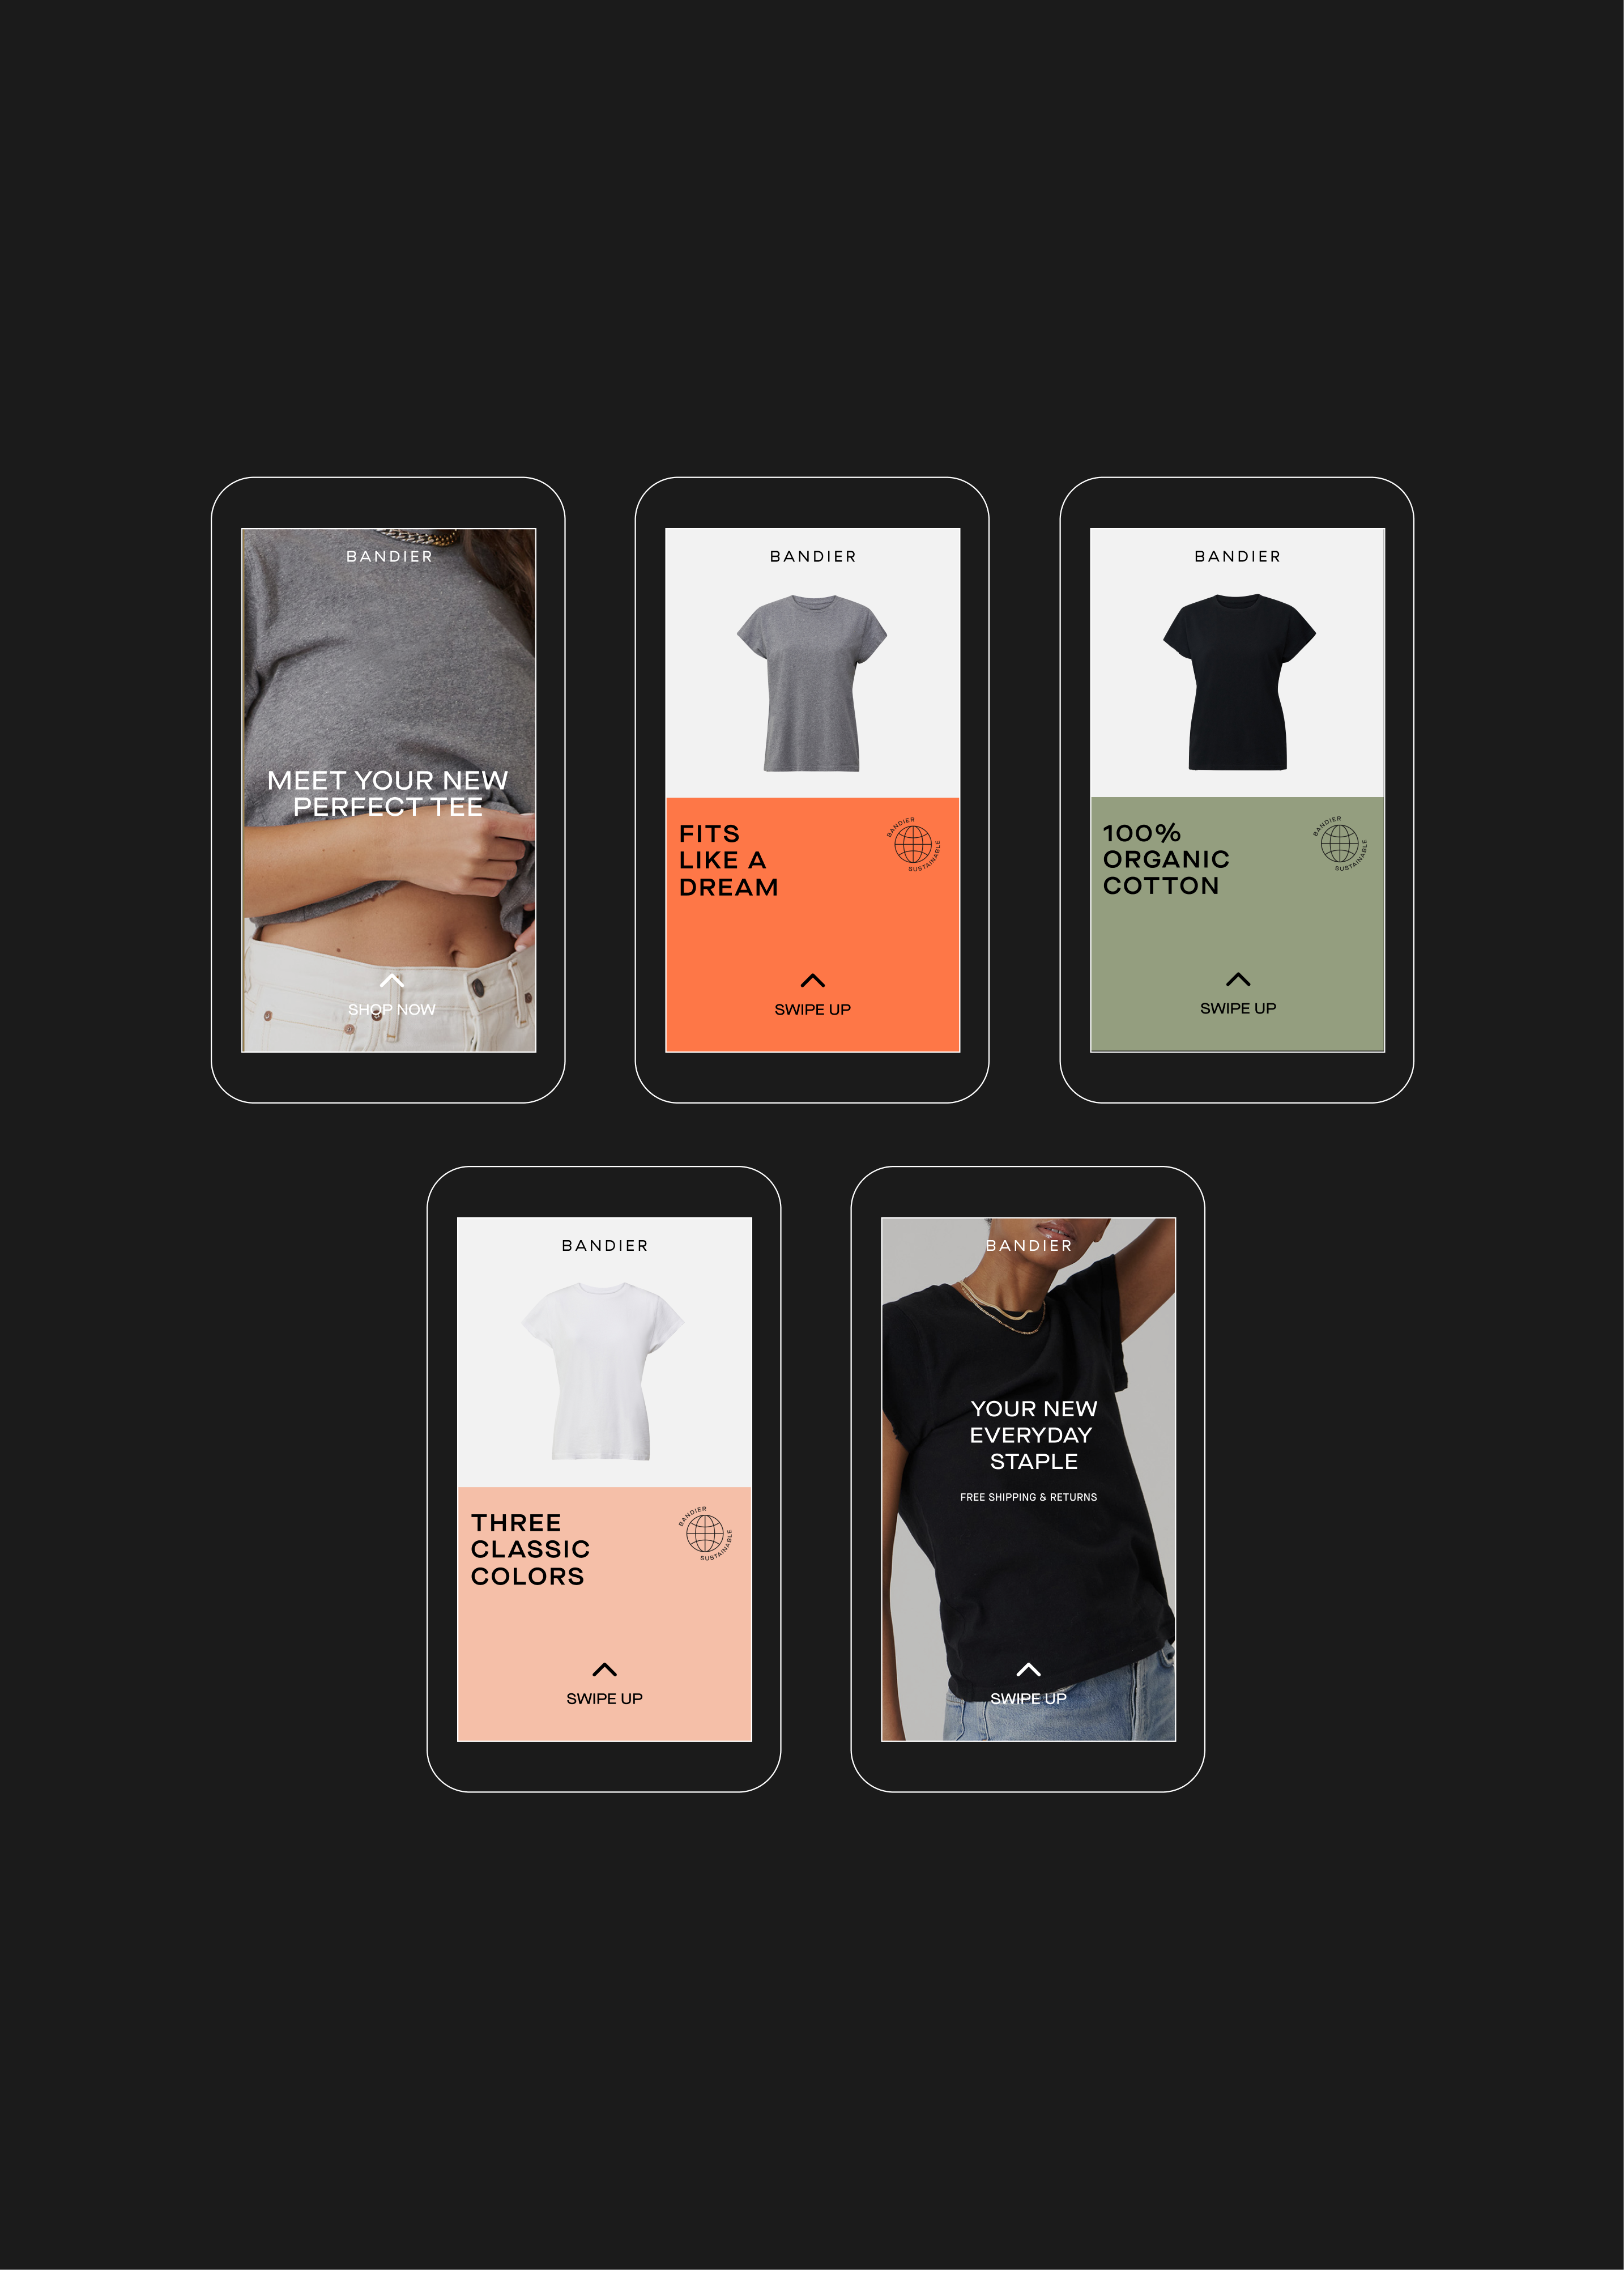 BANDIER
MEET YOUR NEW
PERFECT TEE
SHOP NOW
BANDIER
FITS
LIKE A
DREAM
BANDIER
SUSTAINABLE
SWIPE UP
BANDIER
100%
ORGANIC
COTTON
BANDIER
SUSTAINABLE
SWIPE UP
BANDIER
THREE
CLASSIC
COLORS
BANDIER
SUSTAINABLE
SWIPE UP
BANDIER
YOUR NEW
EVERYDAY
STAPLE
FREE SHIPPING & RETURNS
SWIPE UP